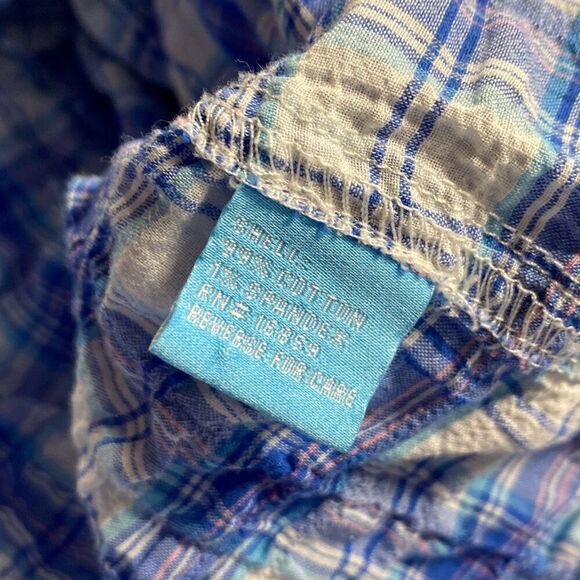 SHELL:
99% COTTON
1% SPANDEX
RN# 16869
REVERSE FOR CARE